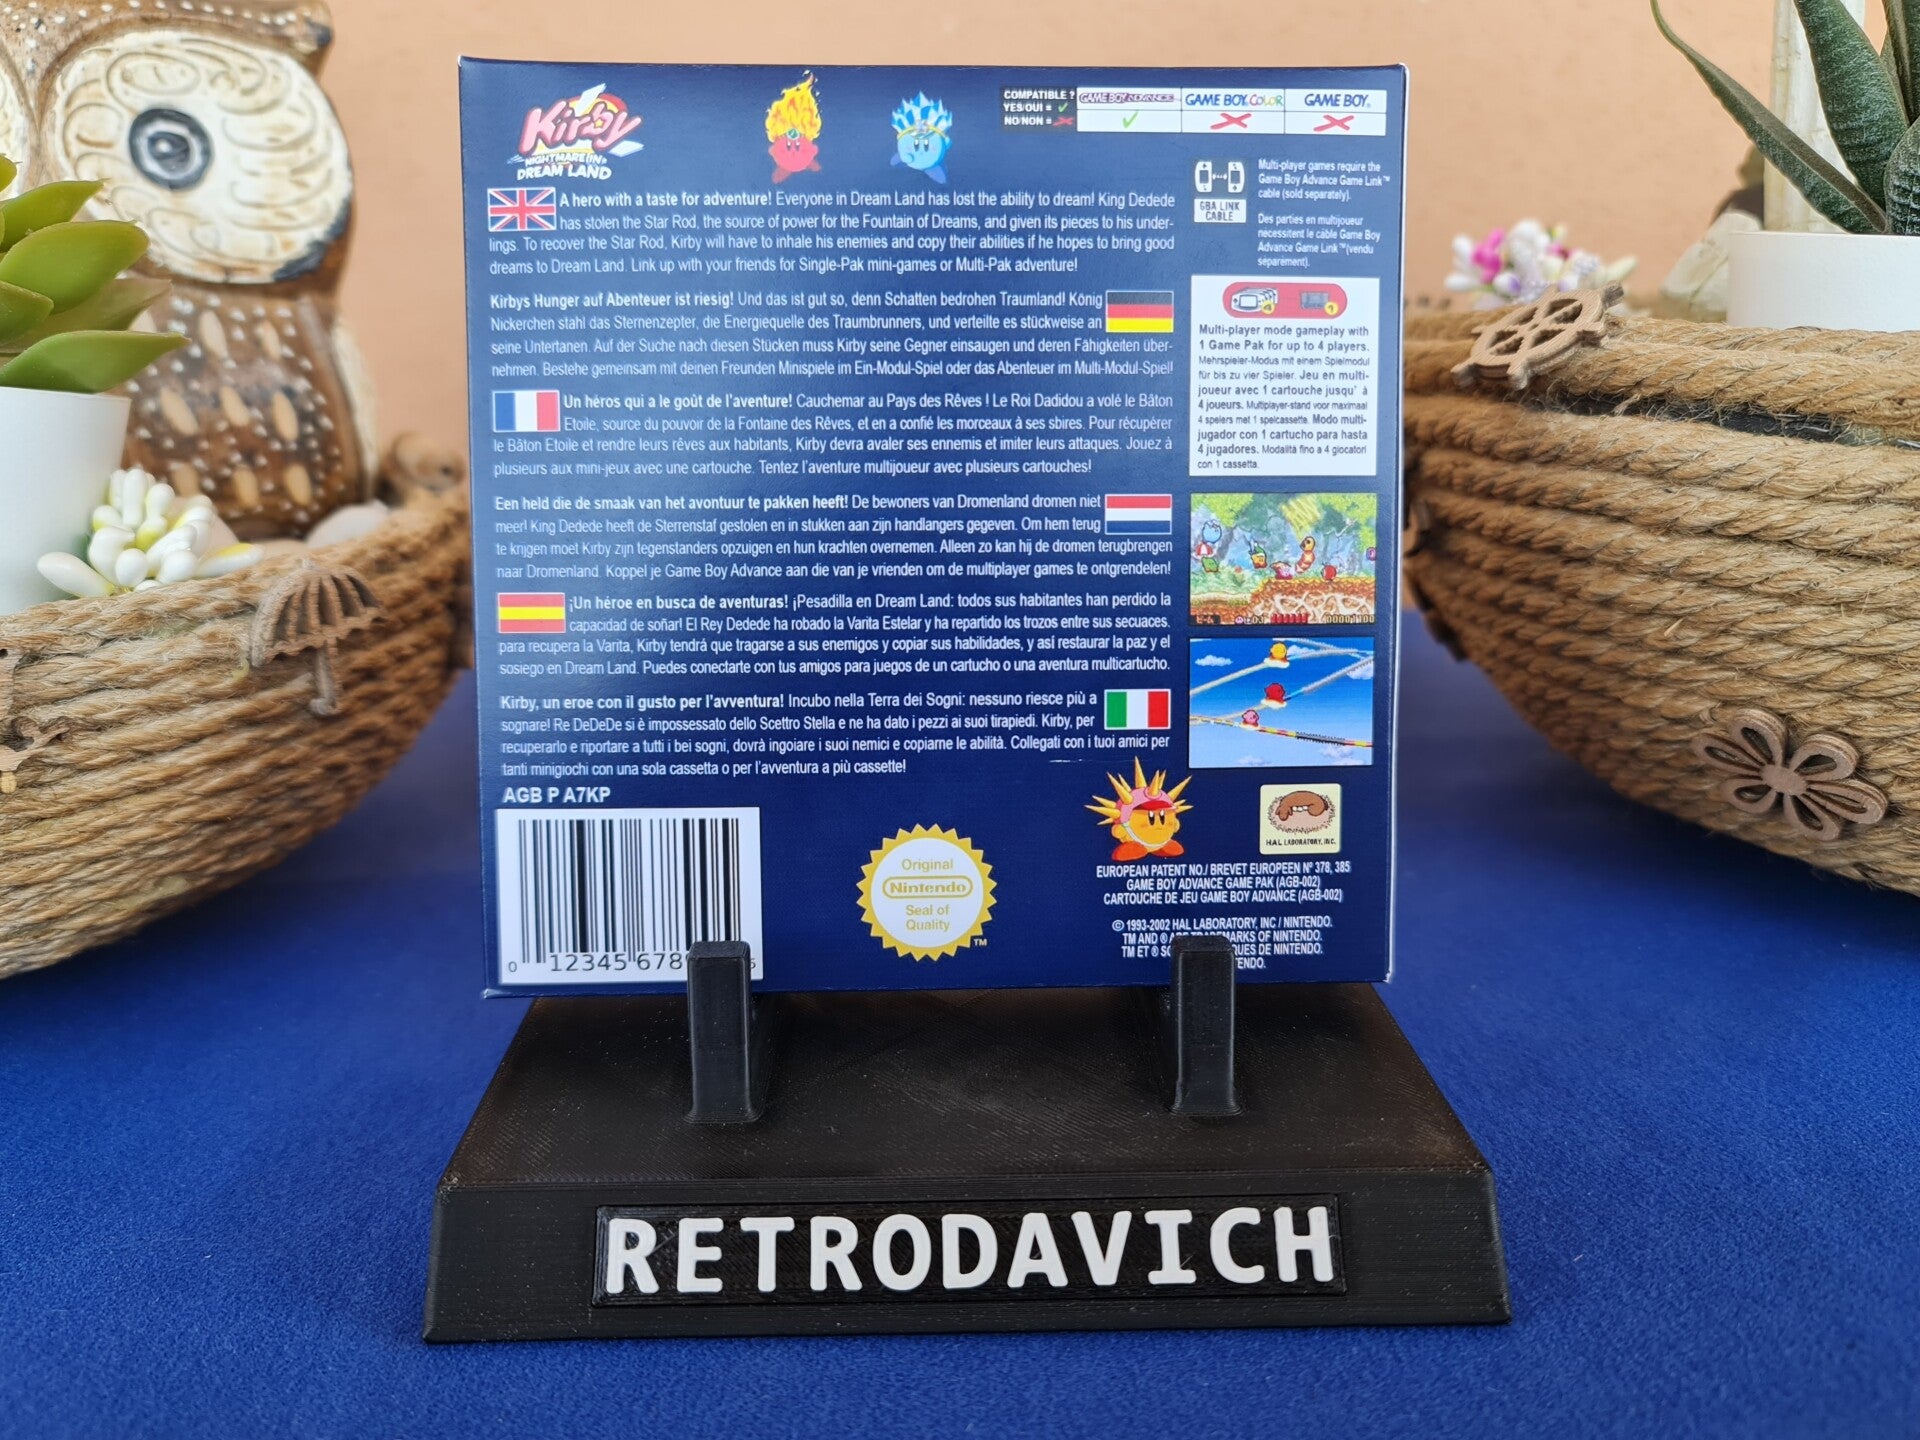 Kirby
NIGHTMARE IN
DREAM LAND
COMPATIBLE ?
YES/OUI =
NO/NON =
GAME BOY ADVANCE
GAME BOY COLOR
GAME BOY
A hero with a taste for adventure! Everyone in Dream Land has lost the ability to dream! King Dedede
has stolen the Star Rod, the source of power for the Fountain of Dreams, and given its pieces to his under-
lings. To recover the Star Rod, Kirby will have to inhale his enemies and copy their abilities if he hopes to bring good
dreams to Dream Land. Link up with your friends for Single-Pak mini-games or Multi-Pak adventure!
Kirbys Hunger auf Abenteuer ist riesig! Und das ist gut so, denn Schatten bedrohen Traumland! König
Nickerchen stahl das Sternenzepter, die Energiequelle des Traumbrunners, und verteilte es stückweise an
seine Untertanen. Auf der Suche nach diesen Stücken muss Kirby seine Gegner einsaugen und deren Fähigkeiten über-
nehmen. Bestehe gemeinsam mit deinen Freunden Minispiele im Ein-Modul-Spiel oder das Abenteuer im Multi-Modul-Spiel!
Un héros qui a le goût de l'aventure! Cauchemar au Pays des Rêves ! Le Roi Dadidou a volé le Bâton
Etoile, source du pouvoir de la Fontaine des Rêves, et en a confié les morceaux à ses sbires. Pour récupérer
le Bâton Etoile et rendre leurs rêves aux habitants, Kirby devra avaler ses ennemis et imiter leurs attaques. Jouez à
plusieurs aux mini-jeux avec une cartouche. Tentez l'aventure multijoueur avec plusieurs cartouches!
Een held die de smaak van het avontuur te pakken heeft! De bewoners van Dromenland dromen niet
meer! King Dedede heeft de Sterrenstaf gestolen en in stukken aan zijn handlangers gegeven. Om hem terug
te krijgen moet Kirby zijn tegenstanders opzuigen en hun krachten overnemen. Alleen zo kan hij de dromen terugbrengen
naar Dromenland. Koppel je Game Boy Advance aan die van je vrienden om de multiplayer games te ontgrendelen!
¡Un héroe en busca de aventuras! ¡Pesadilla en Dream Land: todos sus habitantes han perdido la
capacidad de soñar! El Rey Dedede ha robado la Varita Estelar y ha repartido los trozos entre sus secuaces.
para recupera la Varita, Kirby tendrá que tragarse a sus enemigos y copiar sus habilidades, y así restaurar la paz y el
sosiego en Dream Land. Puedes conectarte con tus amigos para juegos de un cartucho o una aventura multicartucho.
Kirby, un eroe con il gusto per l'avventura! Incubo nella Terra dei Sogni: nessuno riesce più a
sognare! Re DeDeDe si è impossessato dello Scettro Stella e ne ha dato i pezzi ai suoi tirapiedi. Kirby, per
recuperarlo e riportare a tutti i bei sogni, dovrà ingoiare i suoi nemici e copiarne le abilità. Collegati con i tuoi amici per
tanti minigiochi con una sola cassetta o per l'avventura a più cassette!
AGB P A7KP
0 12345 678
Original
Nintendo
Seal of
Quality
TM
GBA LINK
CABLE
Multi-player games require the
Game Boy Advance Game Link™
cable (sold separately).
Des parties en multijoueur
necessitent le câble Game Boy
Advance Game Link™(vendu
séparement).
Multi-player mode gameplay with
1 Game Pak for up to 4 players.
Mehrspieler-Modus mit einem Spielmodul
für bis zu vier Spieler. Jeu en multi-
joueur avec 1 cartouche jusqu' à
4 joueurs. Multiplayer-stand voor maximaal
4 spelers met 1 spelcassette. Modo multi-
jugador con 1 cartucho para hasta
4 jugadores. Modalità fino a 4 giocatori
con 1 cassetta.
HAL LABORATORY, INC.
EUROPEAN PATENT NO./ BREVET EUROPEEN Nº 378, 385
GAME BOY ADVANCE GAME PAK (AGB-002)
CARTOUCHE DE JEU GAME BOY ADVANCE (AGB-002)
© 1993-2002 HAL LABORATORY, INC / NINTENDO.
TM AND ® ARE TRADEMARKS OF NINTENDO.
TM ET ® DE NINTENDO.
RETRODAVICH